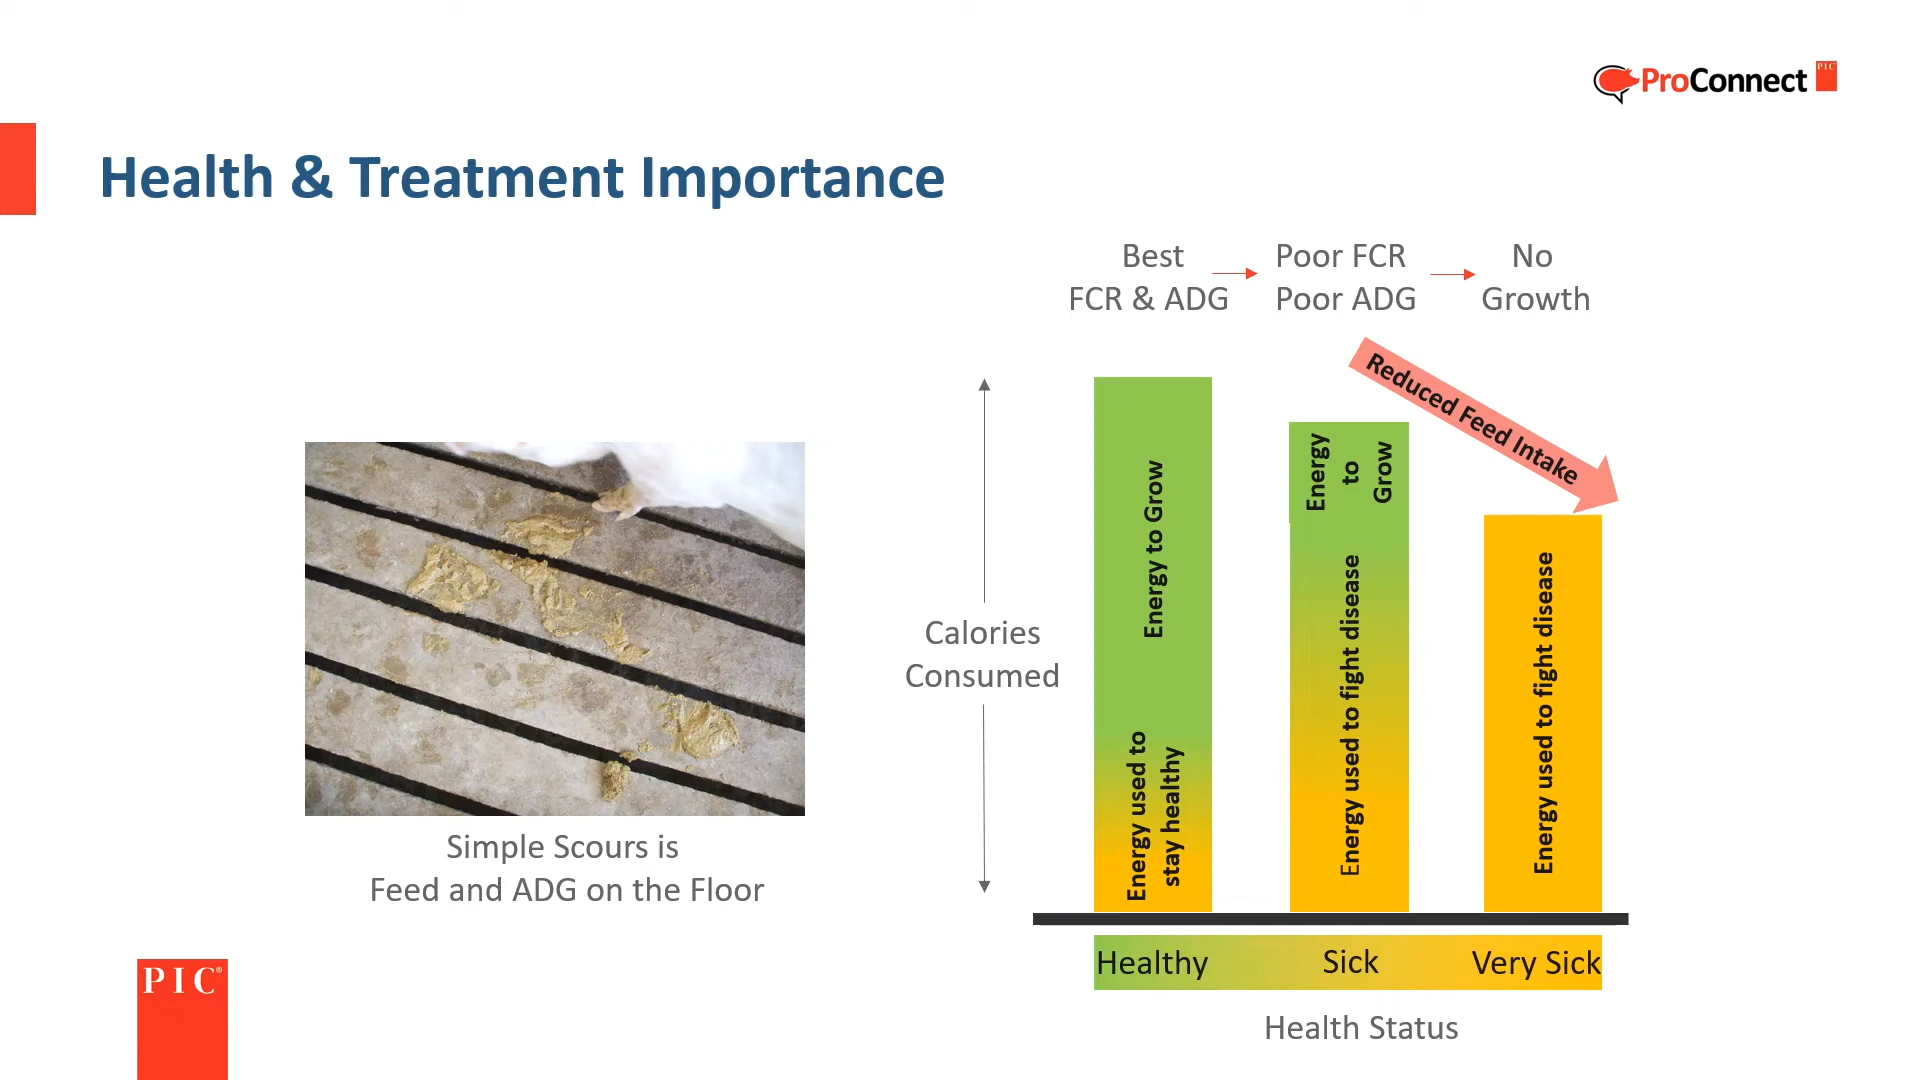 ProConnect PIC
Health & Treatment Importance
Best
FCR & ADG
Poor FCR
Poor ADG
No
Growth
Reduced Feed Intake
Calories
Consumed
Energy to Grow
Energy used to
stay healthy
Energy
to
Grow
Energy used to fight disease
Energy used to fight disease
Healthy
Sick
Very Sick
Health Status
Simple Scours is
Feed and ADG on the Floor
PIC®